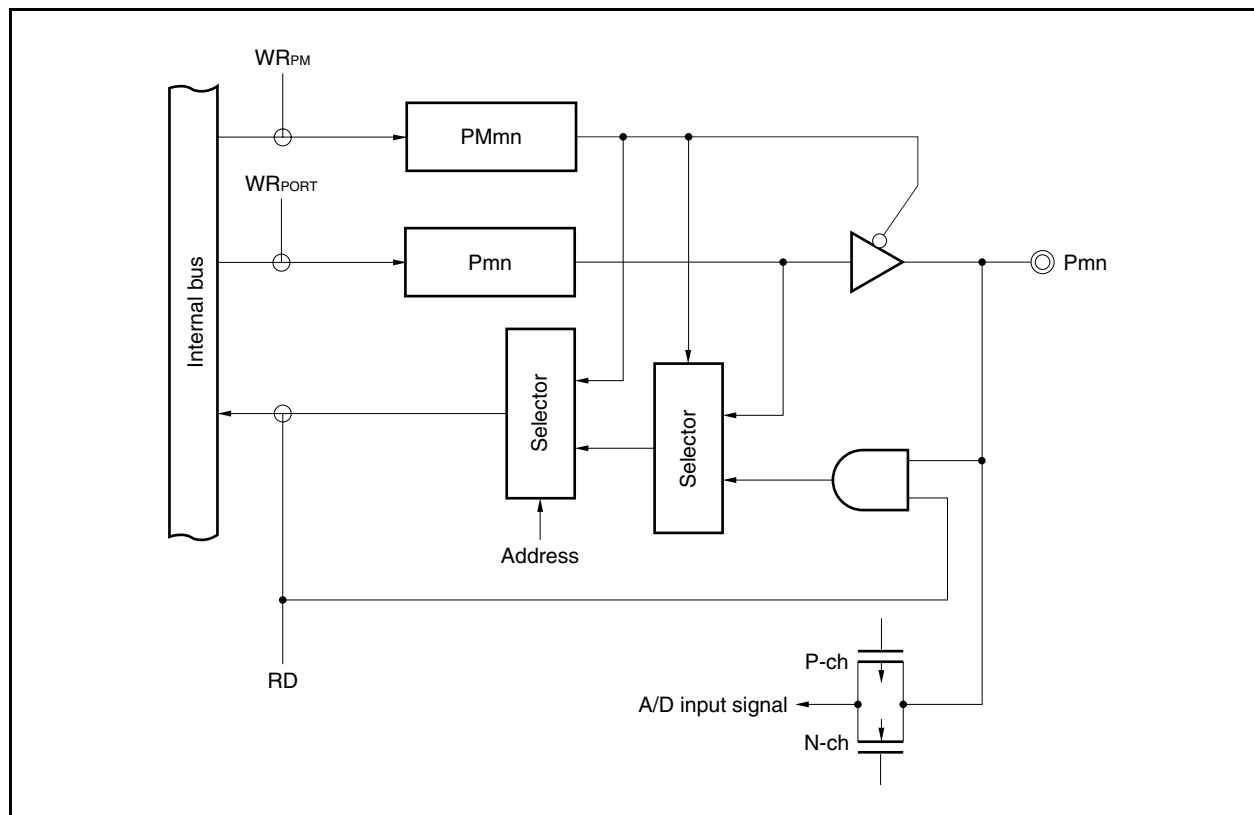 WRPM
PMmn
WRPORT
Pmn
Pmn
Internal bus
Selector
Selector
Address
RD
P-ch
A/D input signal
N-ch